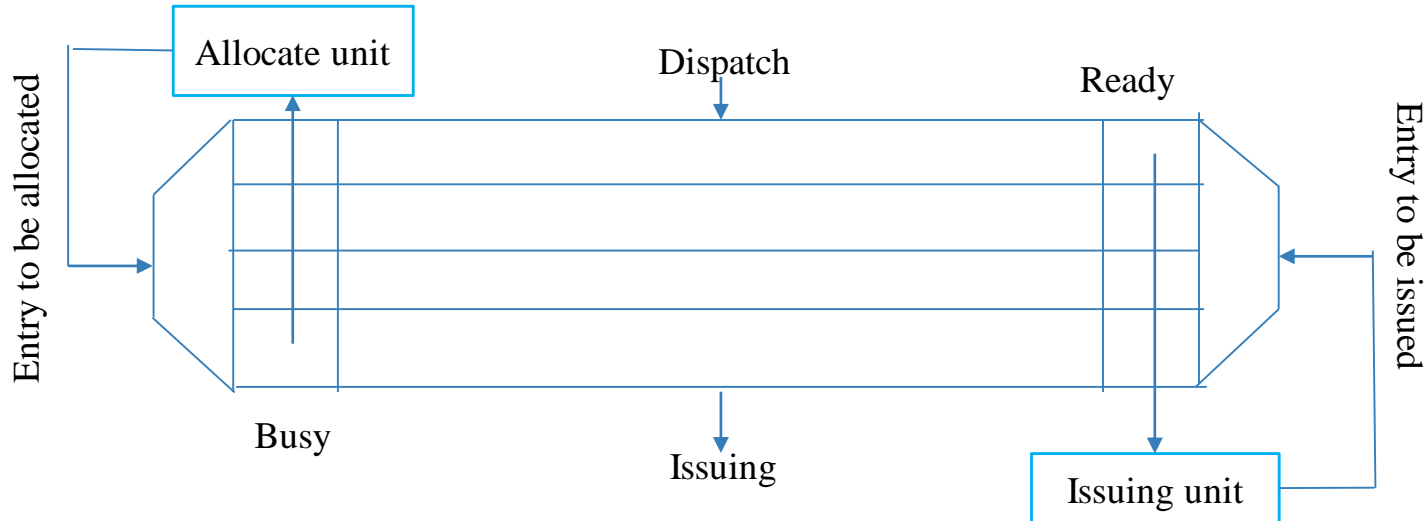 Allocate unit
Dispatch
Ready
Entry to be allocated
Entry to be issued
Busy
Issuing
Issuing unit